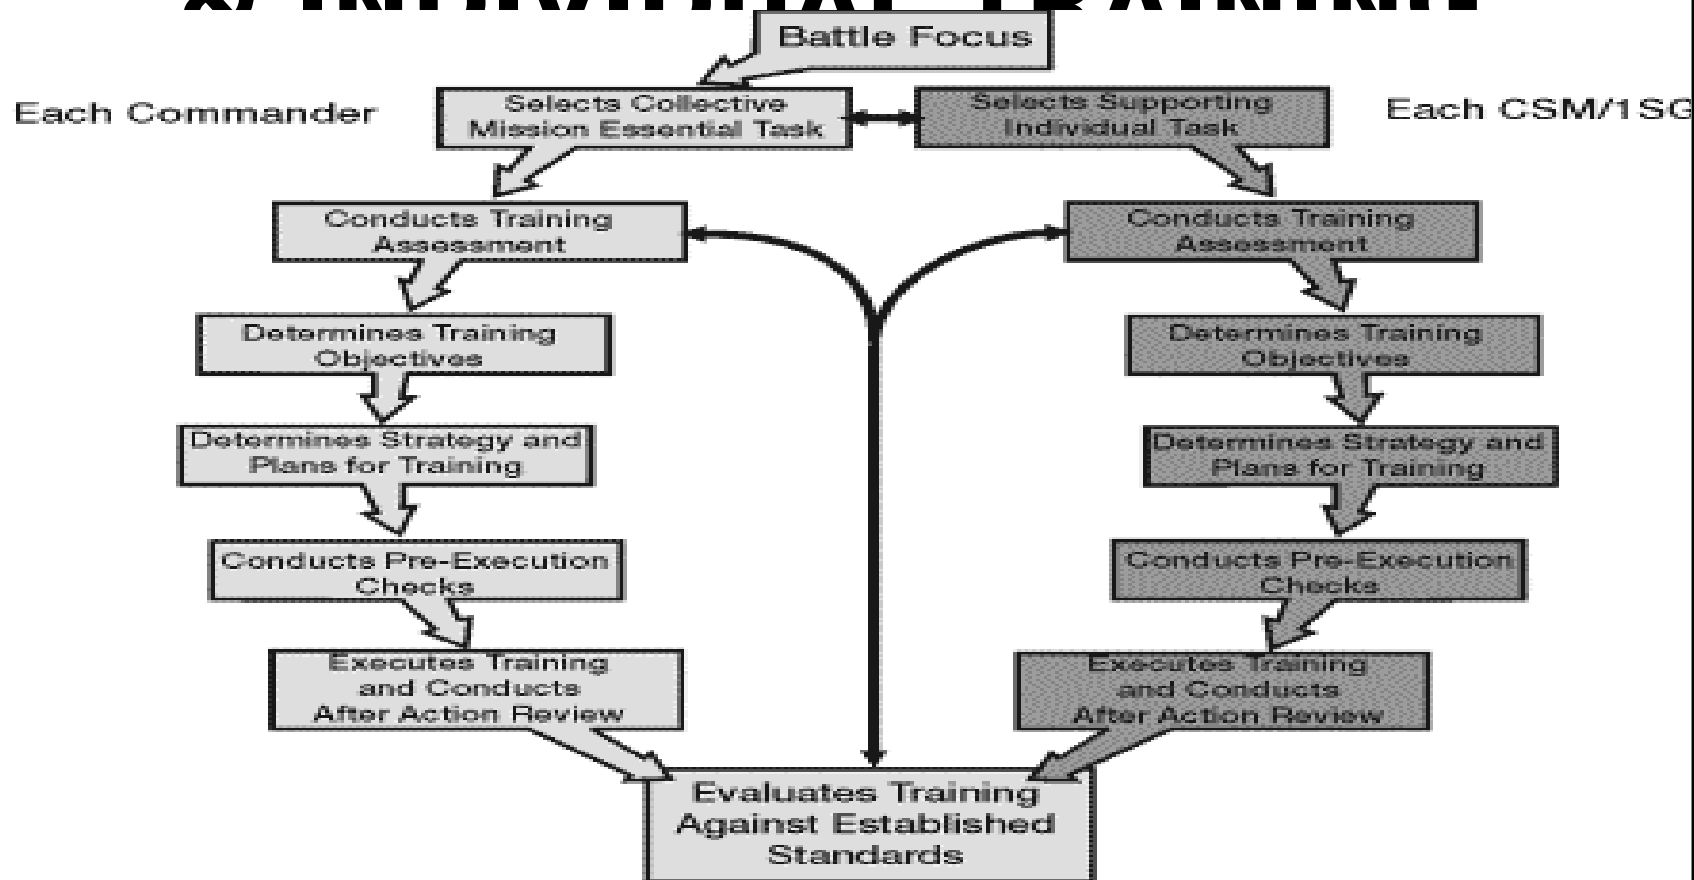 & INDIVIDUAL TRAINING
Battle Focus
Each Commander
Selects Collective
Mission Essential Task
Selects Supporting
Individual Task
Each CSM/1SG
Conducts Training
Assessment
Conducts Training
Assessment
Determines Training
Objectives
Determines Training
Objectives
Determines Strategy and
Plans for Training
Determines Strategy and
Plans for Training
Conducts Pre-Execution
Checks
Conducts Pre-Execution
Checks
Executes Training
and Conducts
After Action Review
Executes Training
and Conducts
After Action Review
Evaluates Training
Against Established
Standards